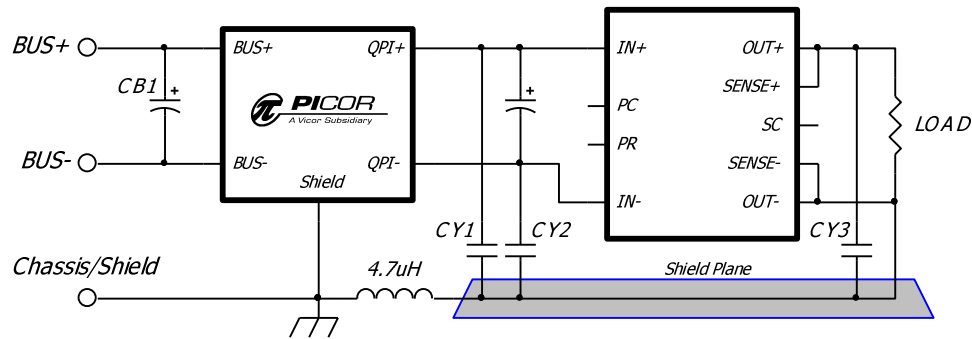 BUS+
BUS+
QPI+
IN+
OUT+
CB1
+
+
SENSE+
PICOR
A Vicor Subsidiary
PC
SC
LOAD
PR
BUS-
BUS-
QPI-
SENSE-
Shield
IN-
OUT-
CY1
CY2
CY3
Chassis/Shield
4.7uH
Shield Plane